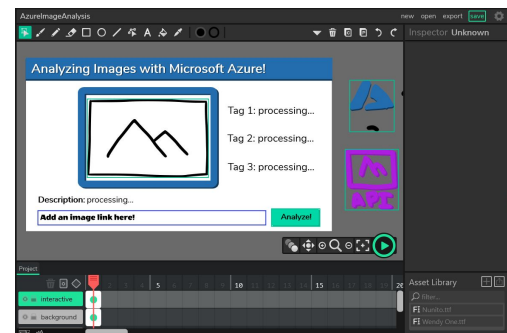 AzureImageAnalysis
new open export save
Inspector Unknown
Analyzing Images with Microsoft Azure!
Tag 1: processing...
Tag 2: processing...
Tag 3: processing...
API
Description: processing...
Add an image link here!
Analyze!
Project
5 10 15 20
interactive
background
Asset Library
Filter...
Nunito.ttf
Wendy One.ttf